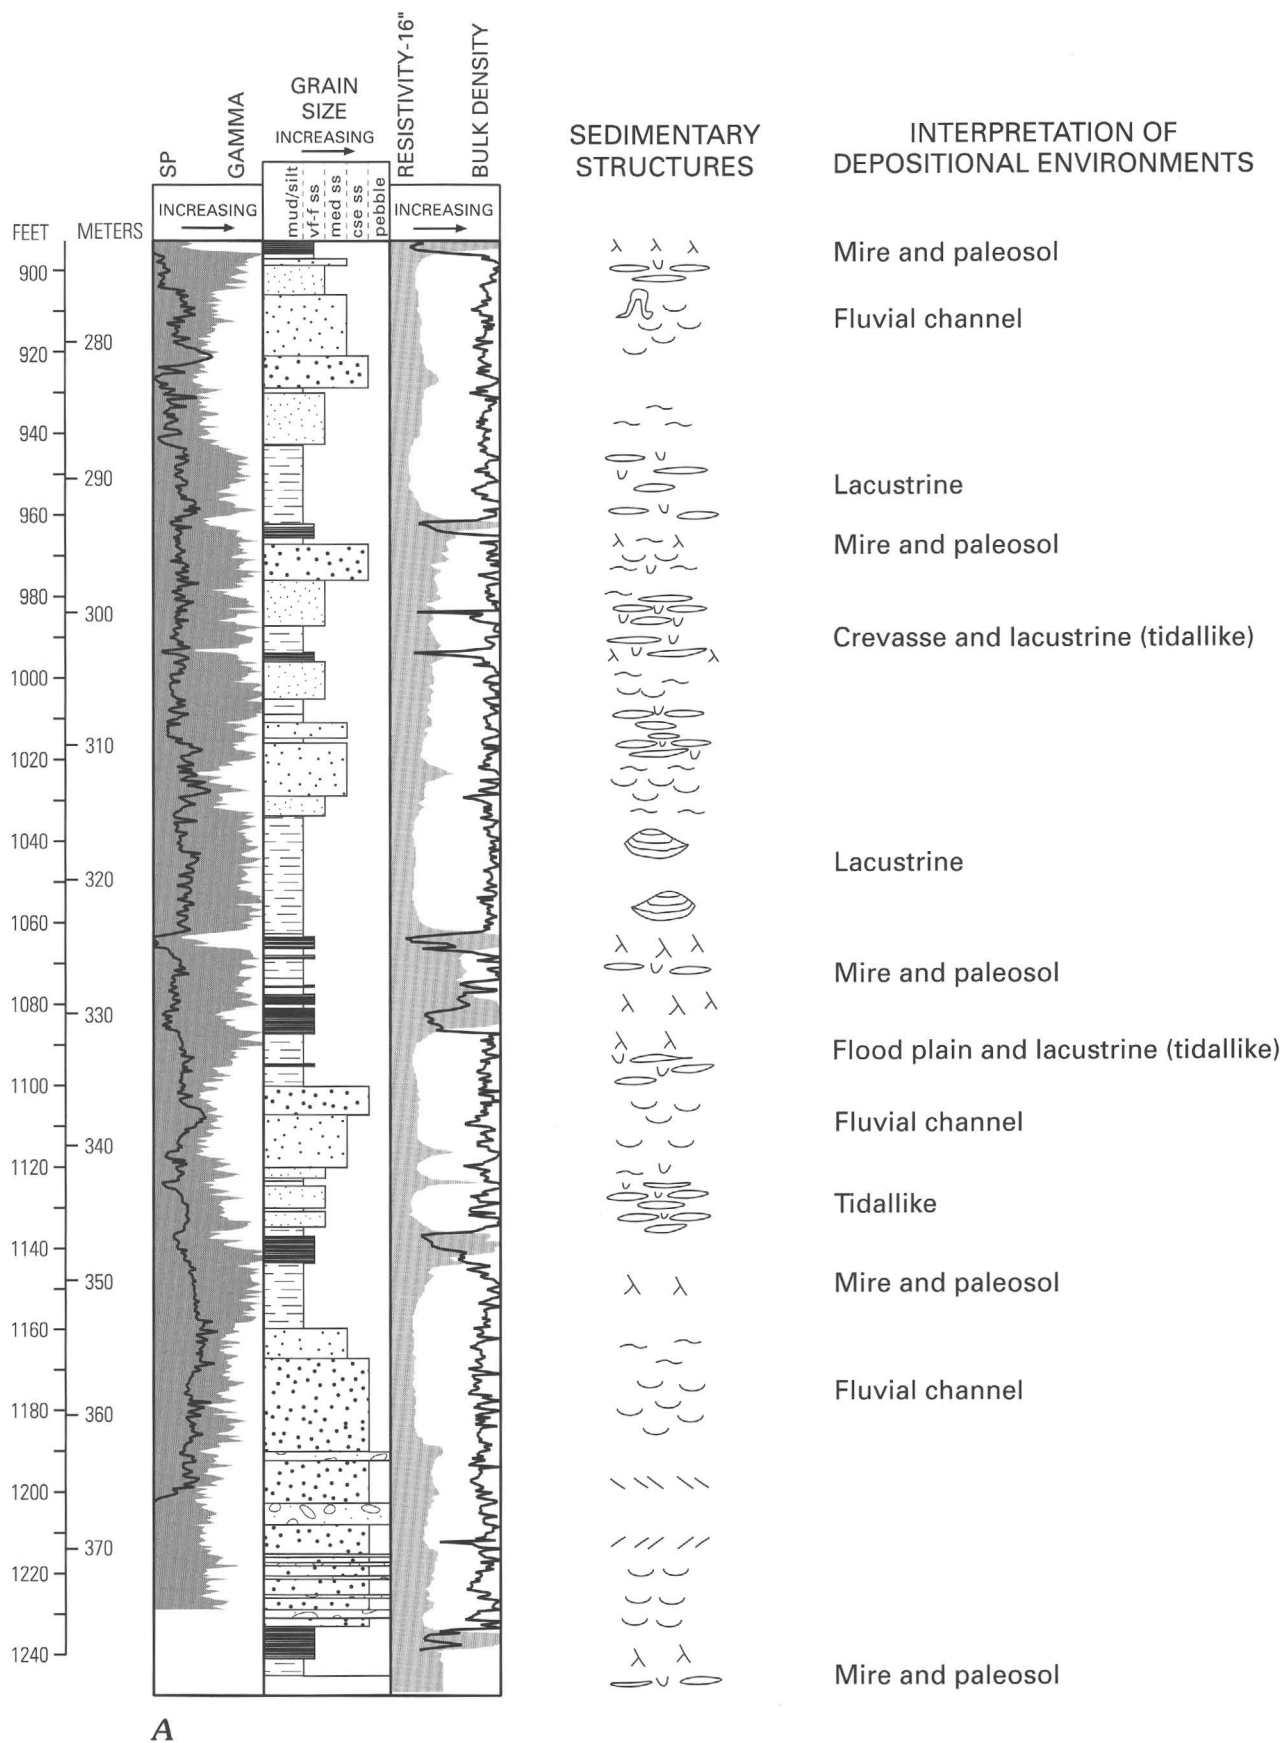 SP
GAMMA
GRAIN
SIZE
INCREASING
RESISTIVITY-16"
BULK DENSITY
SEDIMENTARY
STRUCTURES
INTERPRETATION OF
DEPOSITIONAL ENVIRONMENTS
INCREASING
mud/silt
vf-f ss
med ss
cse ss
pebble
INCREASING
FEET
METERS
Mire and paleosol
900
Fluvial channel
280
920
940
290
Lacustrine
960
Mire and paleosol
980
300
Crevasse and lacustrine (tidallike)
1000
310
1020
1040
Lacustrine
320
1060
Mire and paleosol
1080
330
Flood plain and lacustrine (tidallike)
1100
Fluvial channel
340
1120
Tidallike
1140
350
Mire and paleosol
1160
Fluvial channel
1180
360
1200
370
1220
1240
Mire and paleosol
A